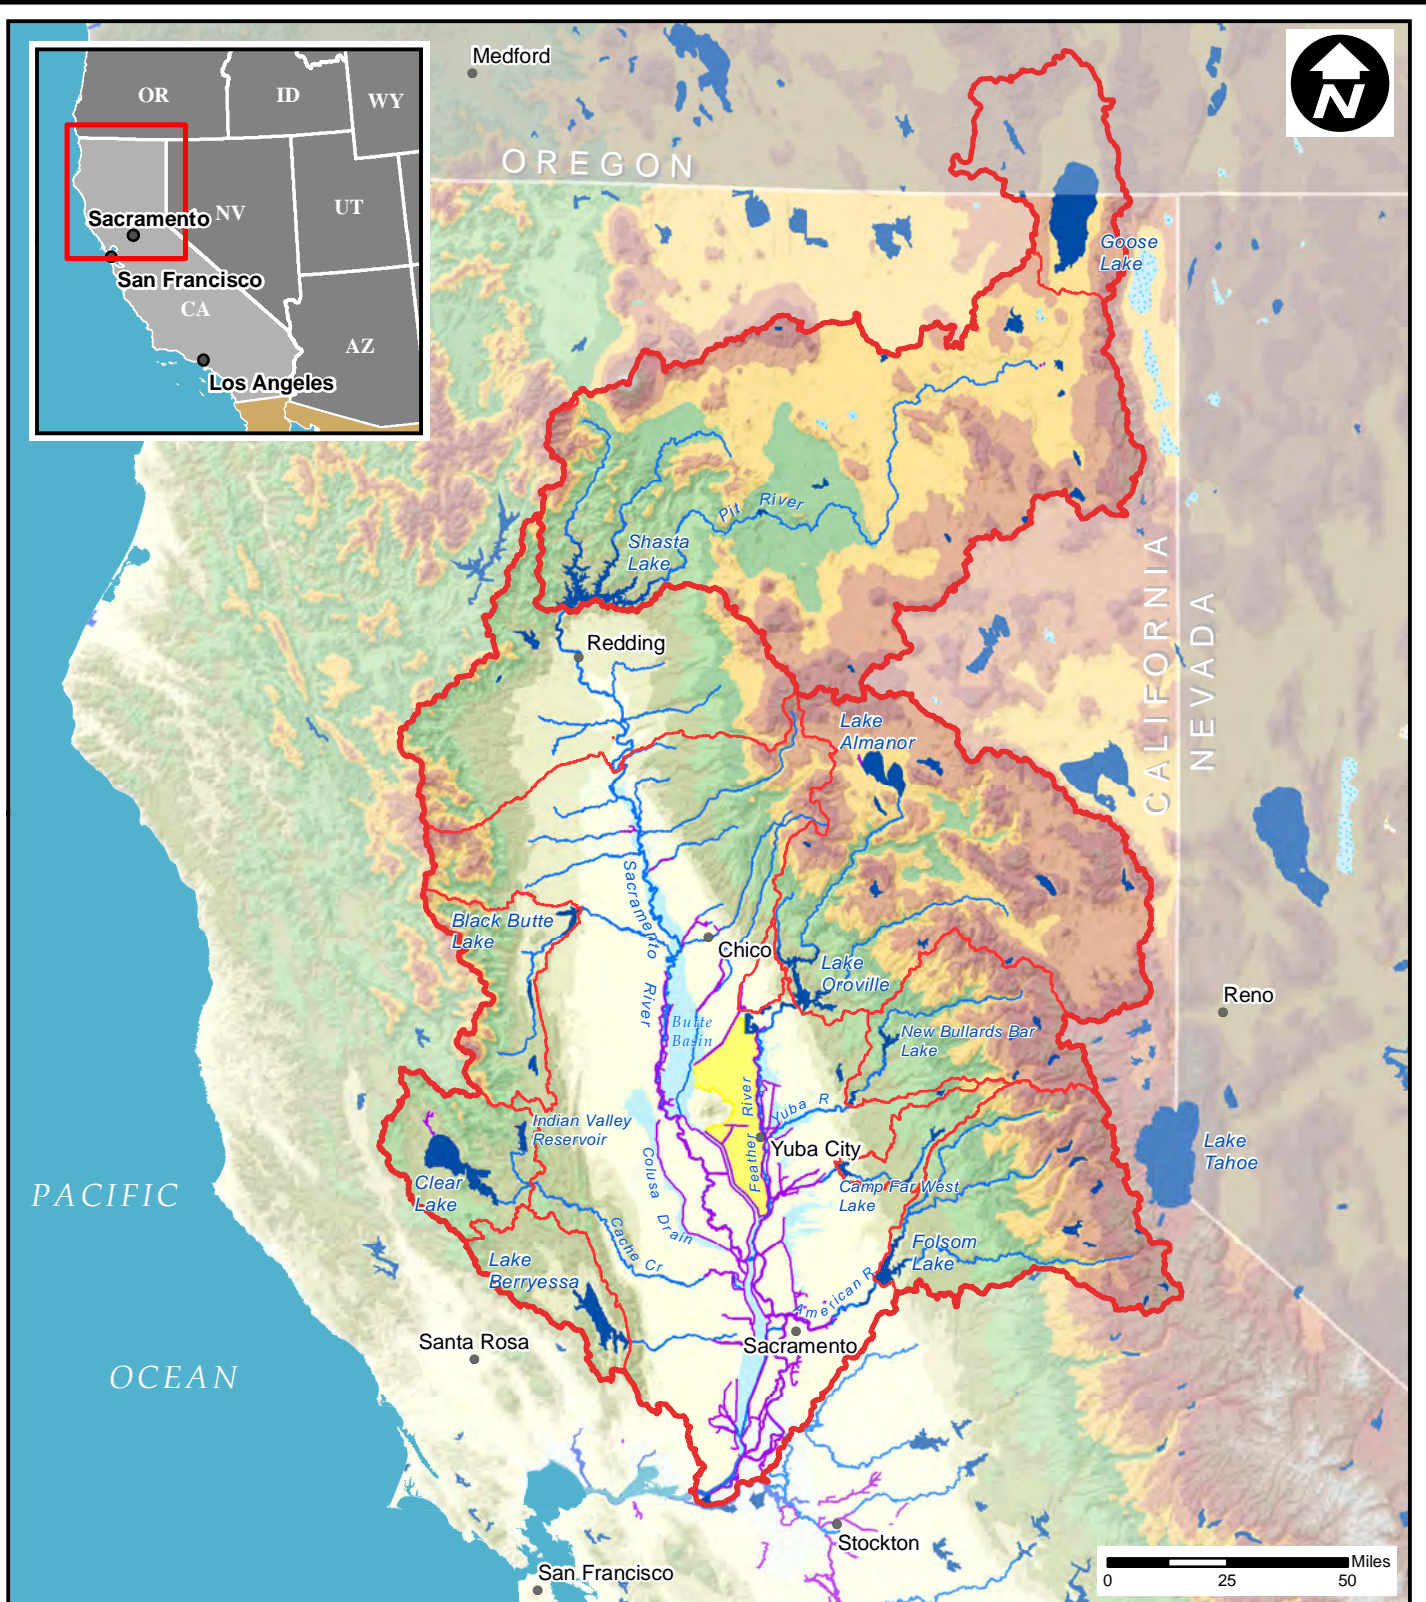 Medford
N
OR
ID
WY
NV
UT
Sacramento
San Francisco
CA
AZ
Los Angeles
OREGON
Goose
Lake
Pit River
Shasta
Lake
CALIFORNIA
NEVADA
Redding
Lake
Almanor
Sacramento River
Black Butte
Lake
Chico
Lake
Oroville
Reno
Butte
Basin
New Bullards Bar
Lake
Feather River
Yuba R
Indian Valley
Reservoir
Yuba City
Lake
Tahoe
Clear
Lake
Colusa Drain
Camp Far West
Lake
PACIFIC
Cache Cr
Folsom
Lake
Lake
Berryessa
American R
Santa Rosa
Sacramento
OCEAN
Stockton
San Francisco
Miles
0 25 50